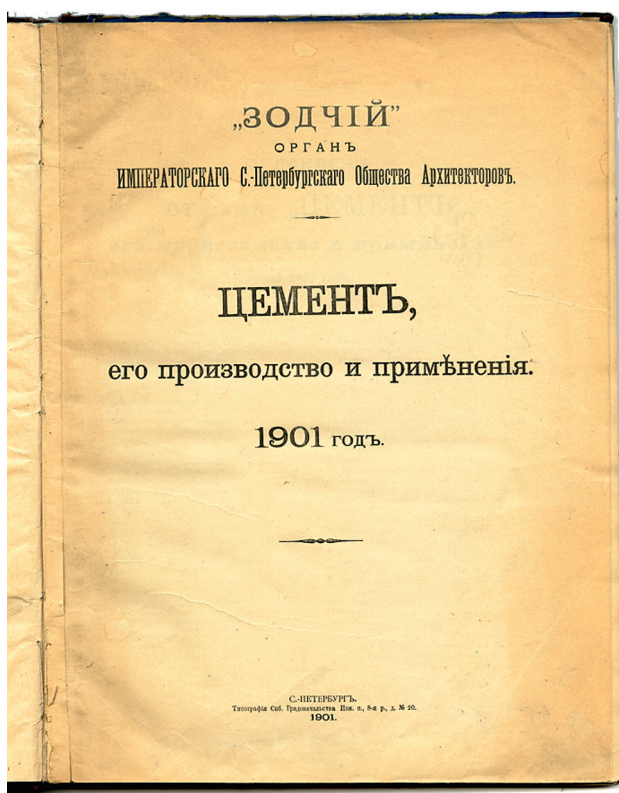 „ЗОДЧІЙ”
ОРГАНЪ
ИМПЕРАТОРСКАГО С.-Петербургскаго Общества Архитекторовъ.
ЦЕМЕНТЪ,
его производство и примѣненія.
1901 годъ.
С.-ПЕТЕРБУРГЪ.
Типографія Спб. Градоначальства Изм. п., 8-я р., д. № 20.
1901.